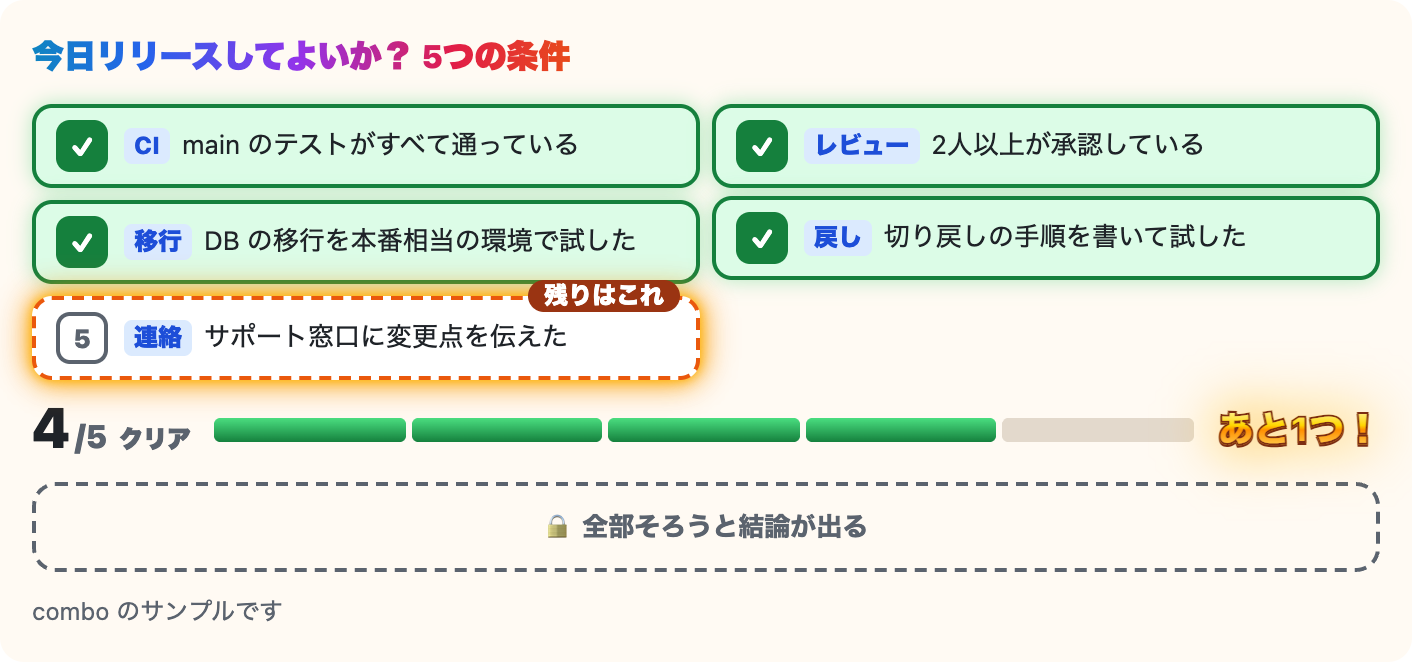 今日リリースしてよいか？ 5つの条件
CI main のテストがすべて通っている
レビュー 2人以上が承認している
移行 DB の移行を本番相当の環境で試した
戻し 切り戻しの手順を書いて試した
残りはこれ
5 連絡 サポート窓口に変更点を伝えた
4/5 クリア
あと1つ！
🔒 全部そろうと結論が出る
combo のサンプルです